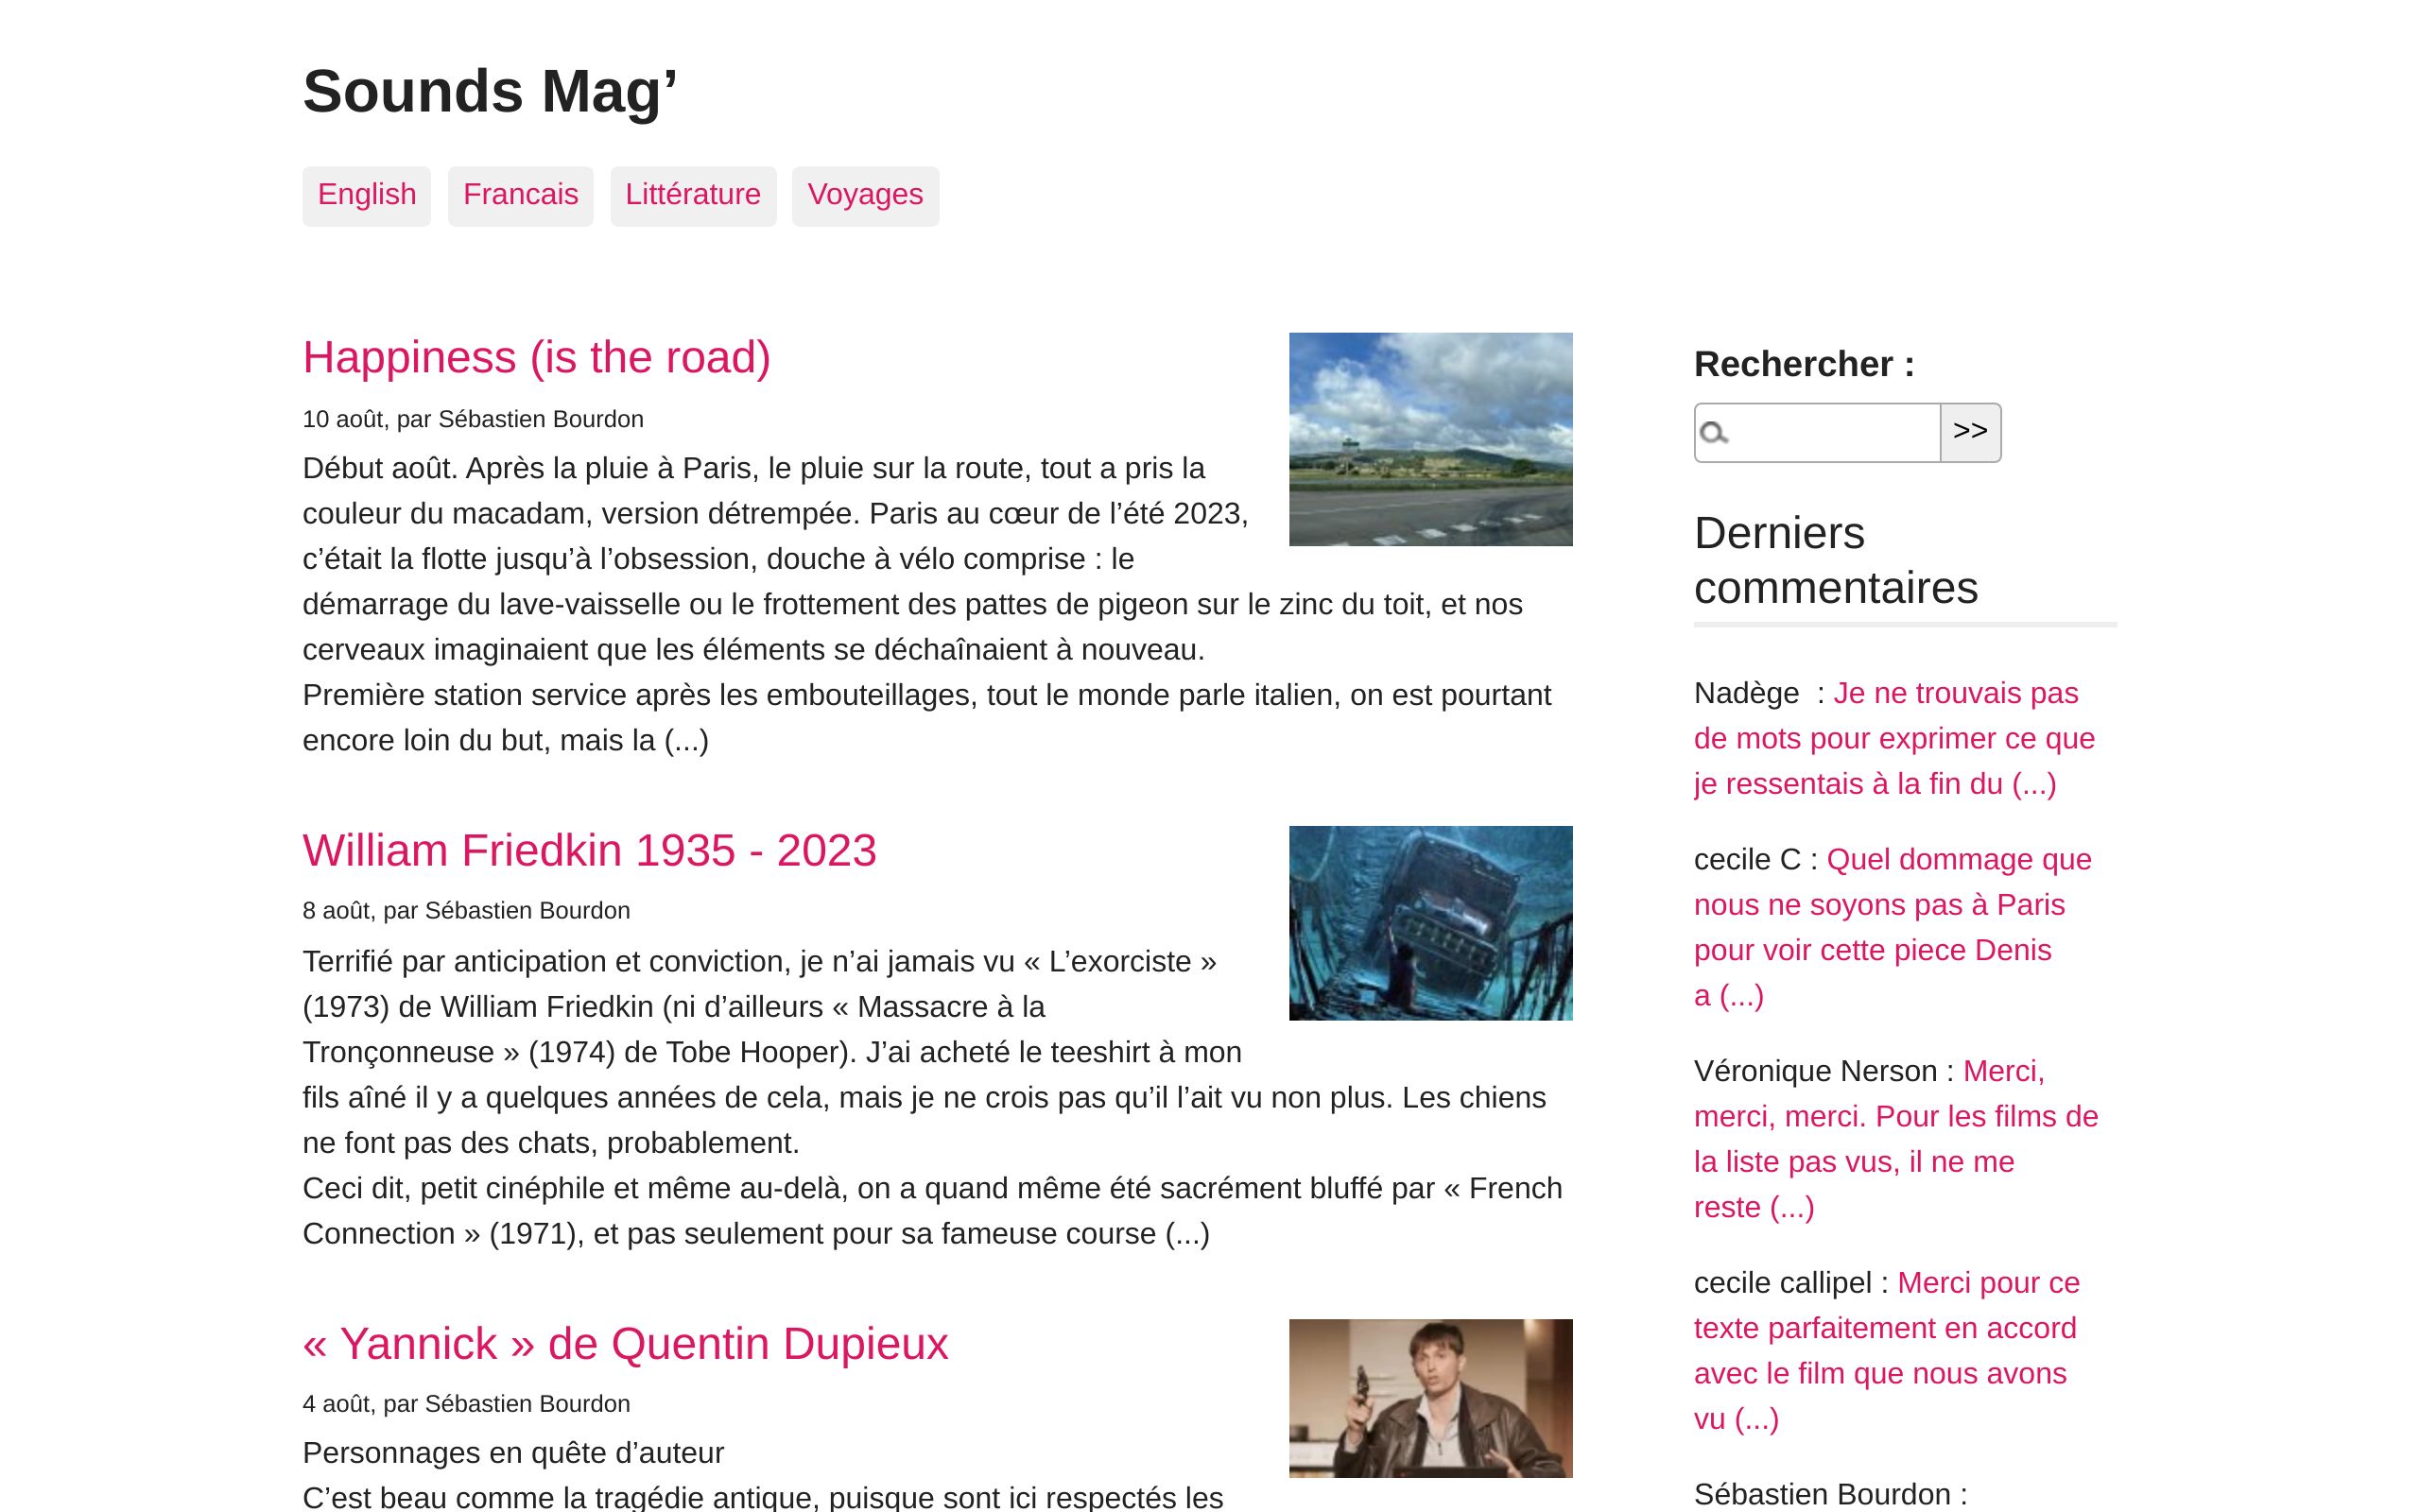 Sounds Mag’
English
Francais
Littérature
Voyages
Happiness (is the road)
10 août, par Sébastien Bourdon
Début août. Après la pluie à Paris, le pluie sur la route, tout a pris la
couleur du macadam, version détrempée. Paris au cœur de l’été 2023,
c’était la flotte jusqu’à l’obsession, douche à vélo comprise : le
démarrage du lave-vaisselle ou le frottement des pattes de pigeon sur le zinc du toit, et nos
cerveaux imaginaient que les éléments se déchaînaient à nouveau.
Première station service après les embouteillages, tout le monde parle italien, on est pourtant
encore loin du but, mais la (...)
William Friedkin 1935 - 2023
8 août, par Sébastien Bourdon
Terrifié par anticipation et conviction, je n’ai jamais vu « L’exorciste »
(1973) de William Friedkin (ni d’ailleurs « Massacre à la
Tronçonneuse » (1974) de Tobe Hooper). J’ai acheté le teeshirt à mon
fils aîné il y a quelques années de cela, mais je ne crois pas qu’il l’ait vu non plus. Les chiens
ne font pas des chats, probablement.
Ceci dit, petit cinéphile et même au-delà, on a quand même été sacrément bluffé par « French
Connection » (1971), et pas seulement pour sa fameuse course (...)
« Yannick » de Quentin Dupieux
4 août, par Sébastien Bourdon
Personnages en quête d’auteur
C’est beau comme la tragédie antique, puisque sont ici respectés les
Rechercher :
>>
Derniers
commentaires
Nadège  : Je ne trouvais pas
de mots pour exprimer ce que
je ressentais à la fin du (...)
cecile C : Quel dommage que
nous ne soyons pas à Paris
pour voir cette piece Denis
a (...)
Véronique Nerson : Merci,
merci, merci. Pour les films de
la liste pas vus, il ne me
reste (...)
cecile callipel : Merci pour ce
texte parfaitement en accord
avec le film que nous avons
vu (...)
Sébastien Bourdon :